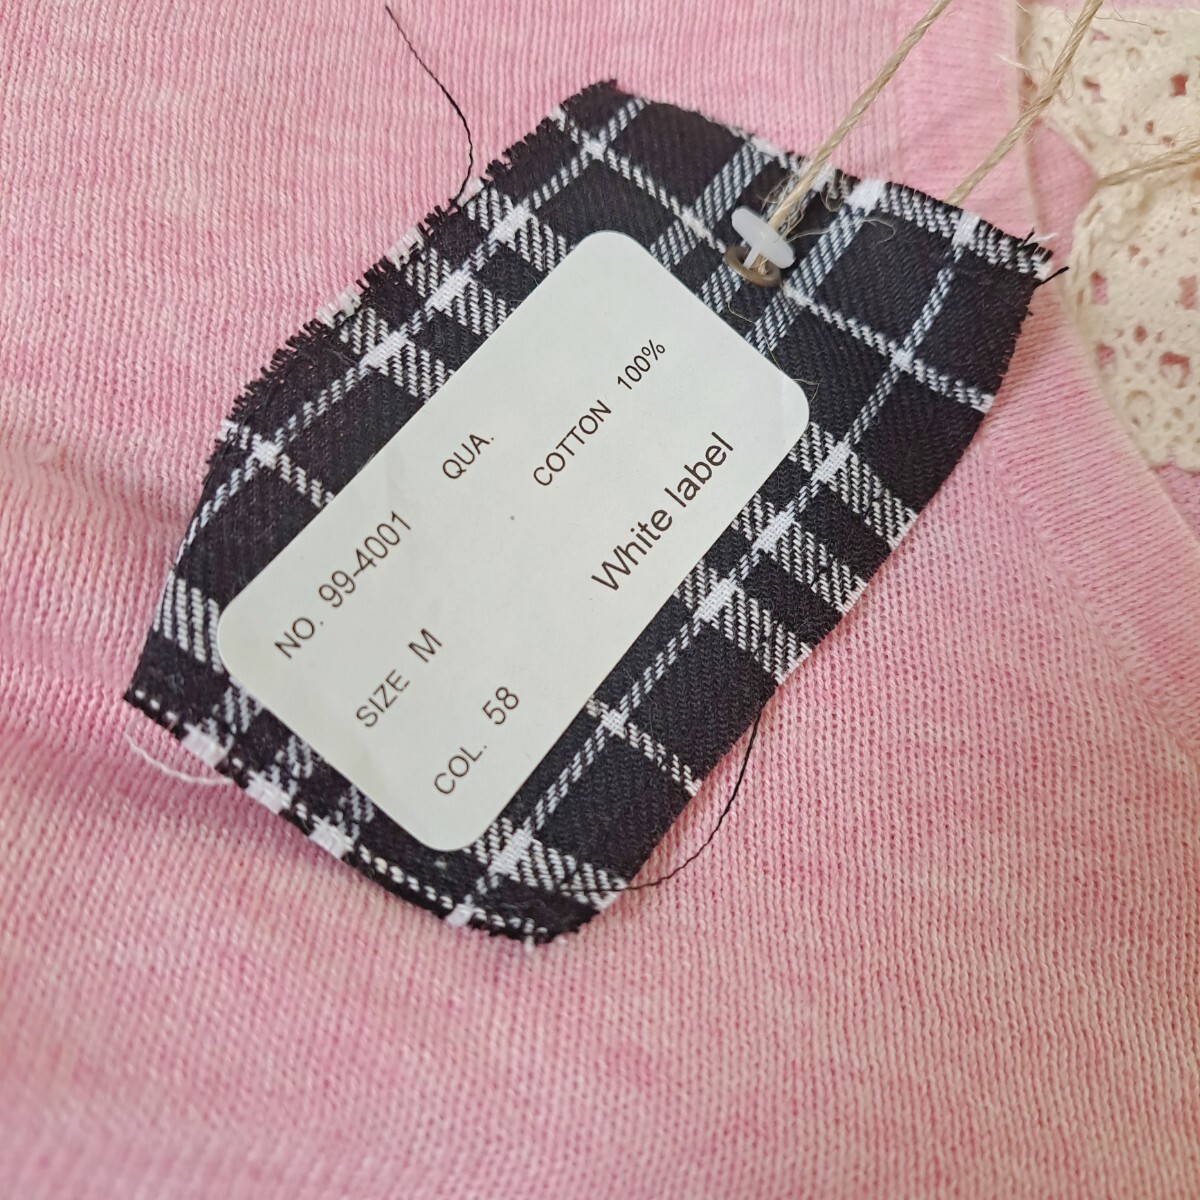 NO. 99-4001
QUA.
SIZE M
COTTON 100%
COL. 58
White label